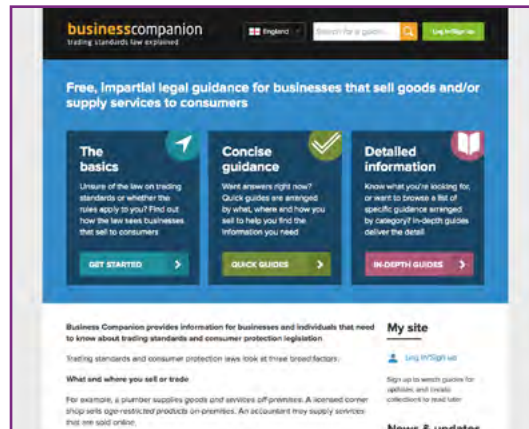 businesscompanion
trading standards law explained
England
Search for a guide...
Log in/Sign up
Free, impartial legal guidance for businesses that sell goods and/or
supply services to consumers
The
basics
Unsure of the law on trading
standards or whether the
rules apply to you? Find out
how the law sees businesses
that sell to consumers
GET STARTED
Concise
guidance
Want answers right now?
Quick guides are arranged
by what, where and how you
sell to help you find the
information you need
QUICK GUIDES
Detailed
information
Know what you're looking for,
or want to browse a list of
specific guidance arranged
by category? In-depth guides
deliver the detail
IN-DEPTH GUIDES
Business Companion provides information for businesses and individuals that need
to know about trading standards and consumer protection legislation.
Trading standards and consumer protection laws look at three broad factors:
What and where you sell or trade
For example, a plumber supplies goods and services off-premises. A licensed corner
shop sells age-restricted products on-premises. An accountant may supply services
that are sold online.
My site
Log in/Sign up
Sign up to watch guides for
updates and create
collections to read later
News & updates